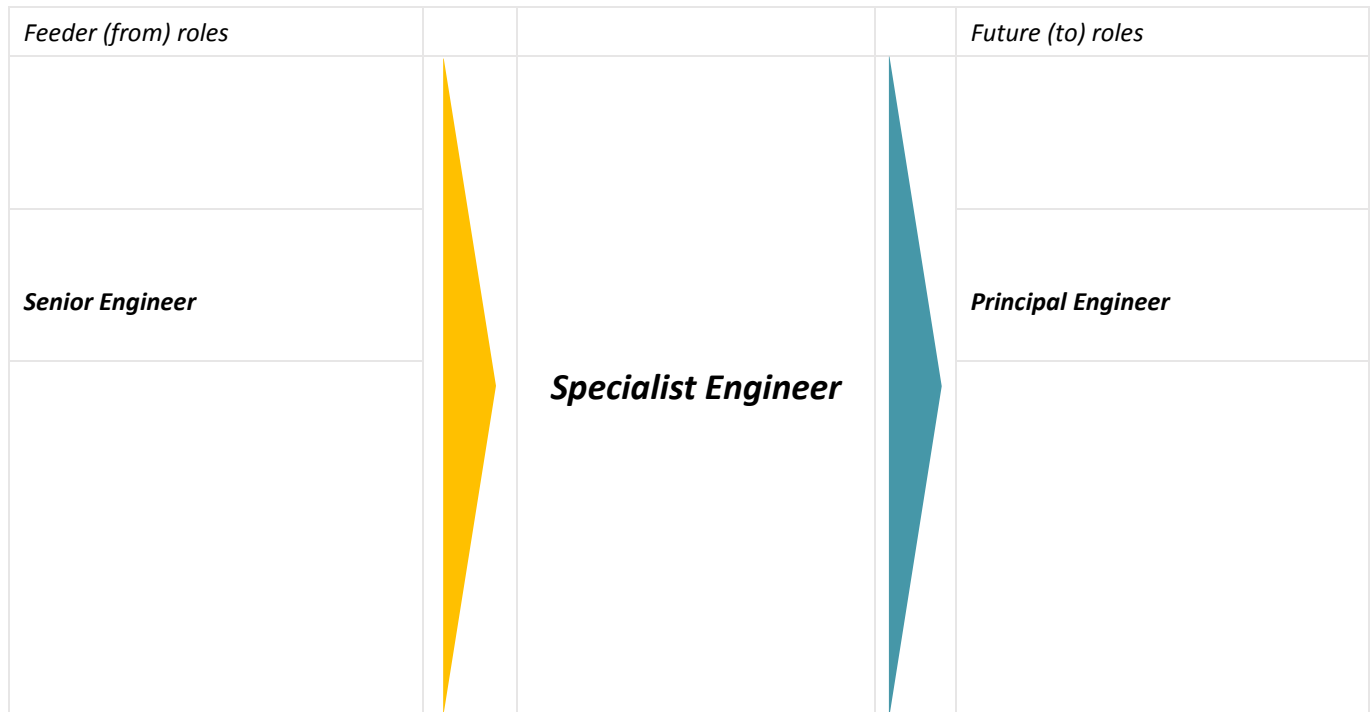 Feeder (from) roles
Future (to) roles
Senior Engineer
Principal Engineer
Specialist Engineer